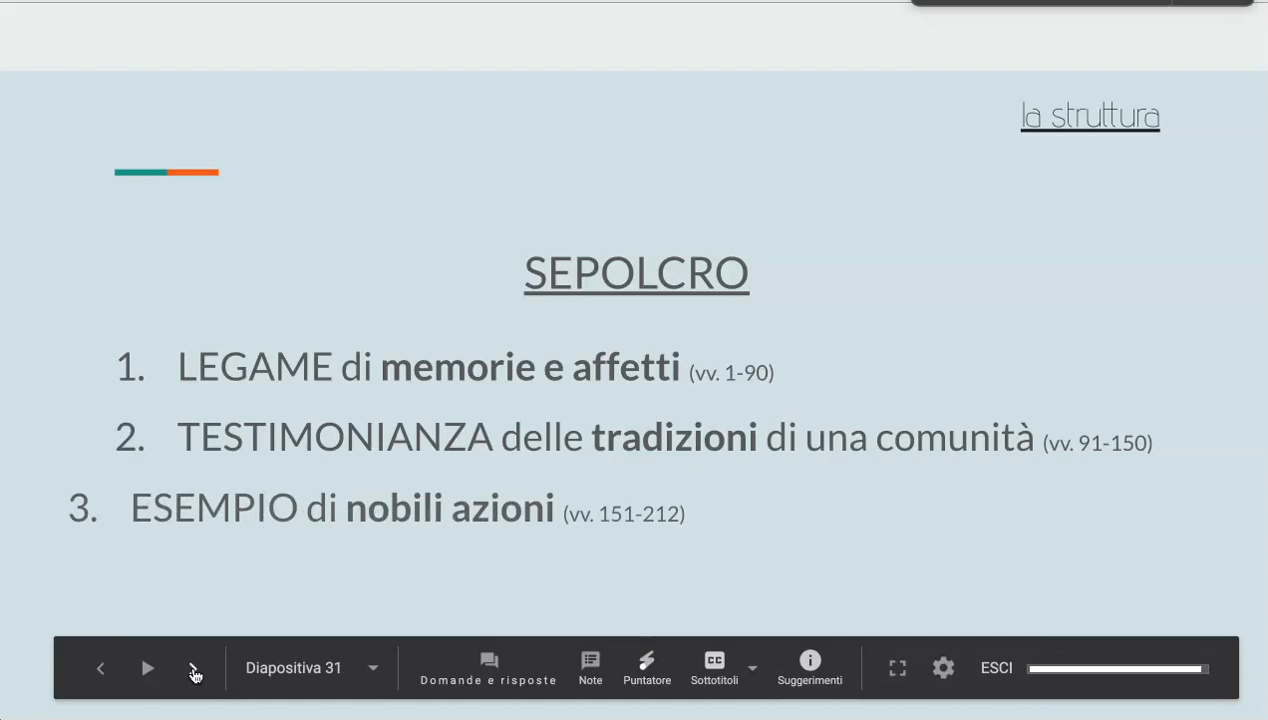 la struttura
SEPOLCRO
1. LEGAME di memorie e affetti (vv. 1-90)
2. TESTIMONIANZA delle tradizioni di una comunità (vv. 91-150)
3. ESEMPIO di nobili azioni (vv. 151-212)
Diapositiva 31
Domande e risposte
Note
Puntatore
CC
Sottotitoli
Suggerimenti
ESCI